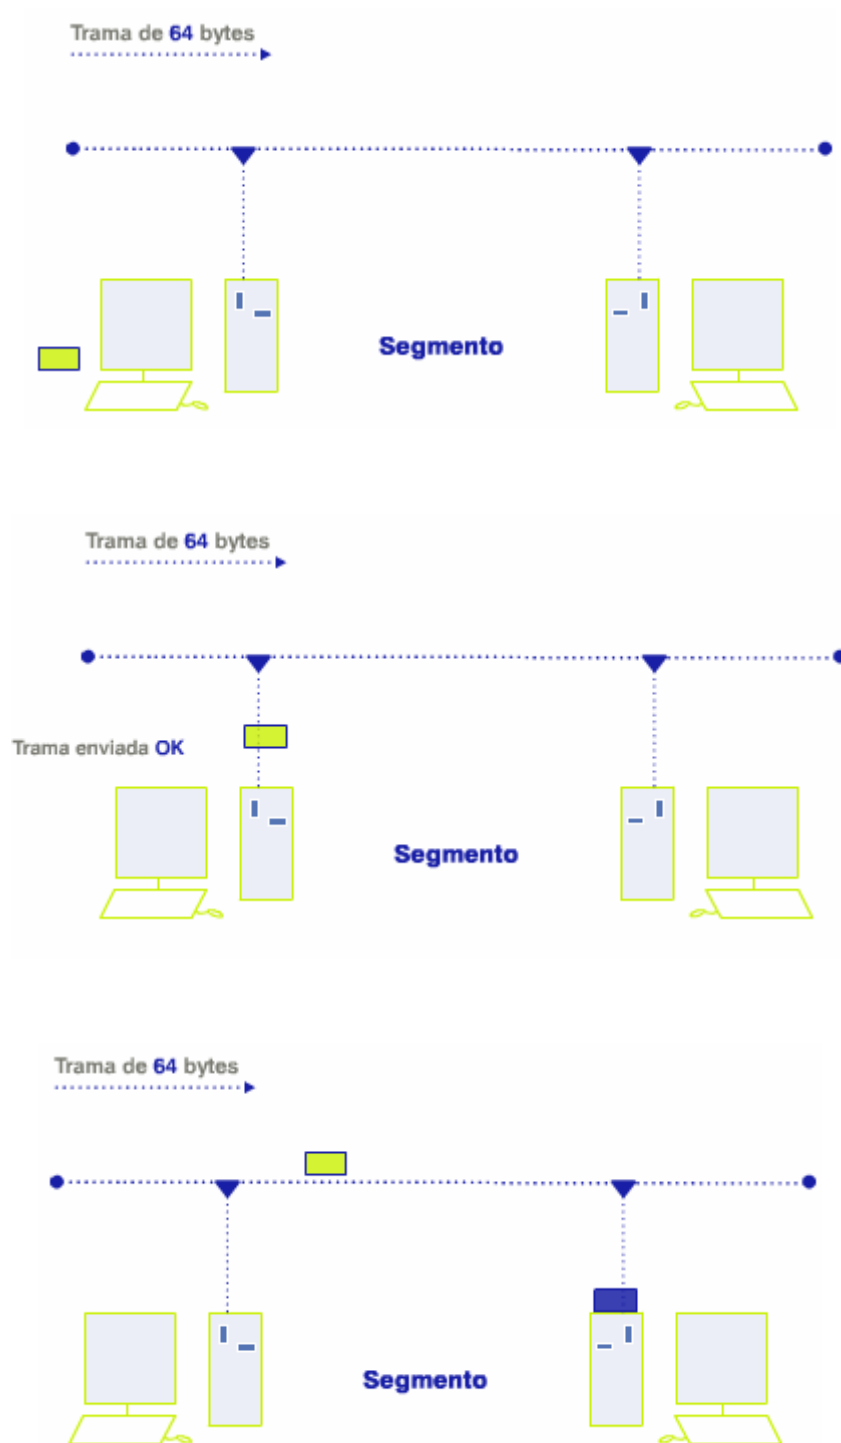 Trama de 64 bytes
Segmento
Trama de 64 bytes
Trama enviada OK
Segmento
Trama de 64 bytes
Segmento